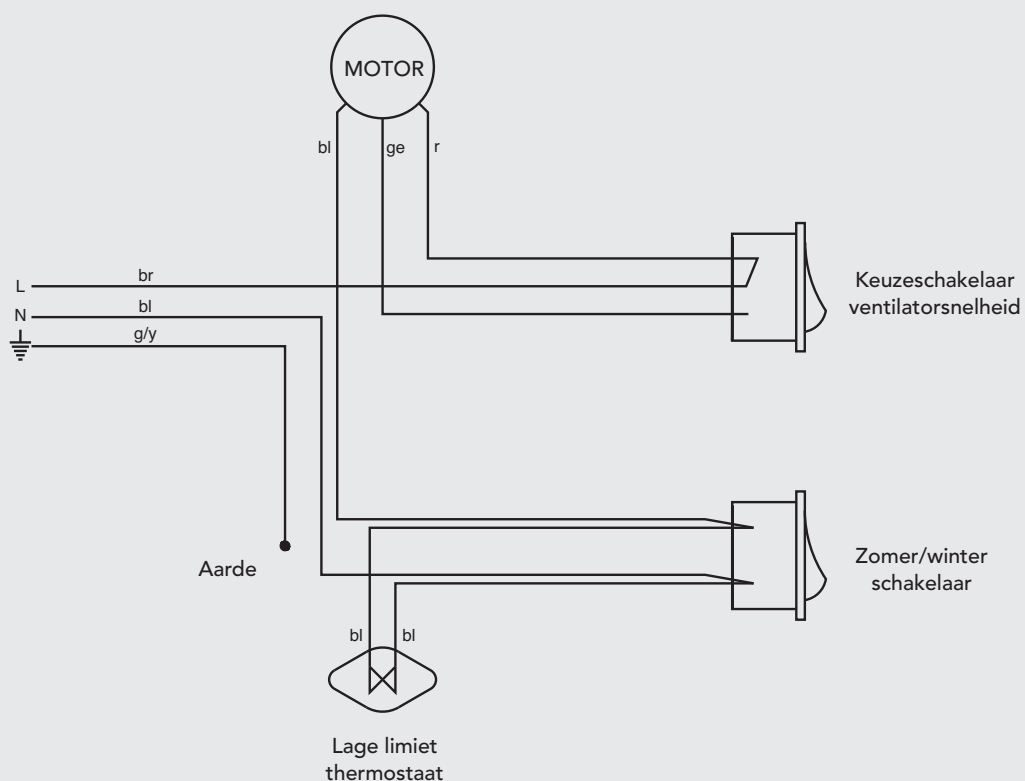 MOTOR
bl
ge
r
L
br
N
bl
g/y
Keuzeschakelaar
ventilatorsnelheid
Aarde
Zomer/winter
schakelaar
bl
bl
Lage limiet
thermostaat